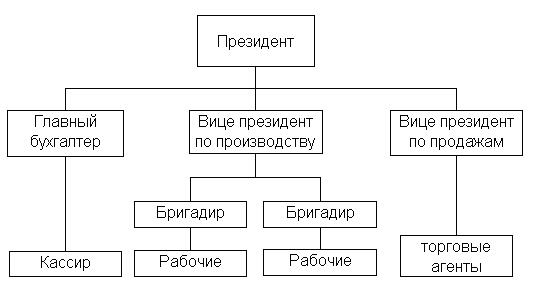 Президент
Главный
бухгалтер
Вице президент
по производству
Вице президент
по продажам
Бригадир
Бригадир
Кассир
Рабочие
Рабочие
торговые
агенты